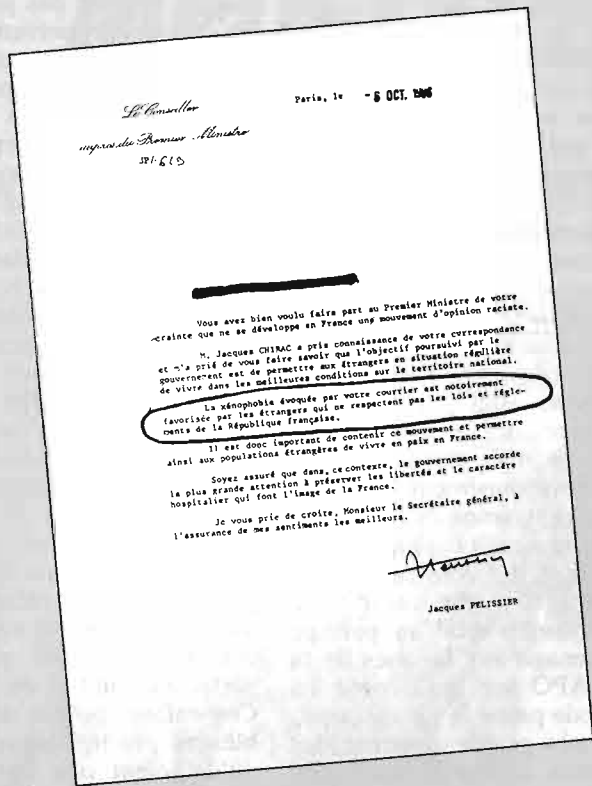 Le Conseiller
auprès du Premier Ministre
JP/-619
Paris, le - 6 OCT. 1986
Vous avez bien voulu faire part au Premier Ministre de votre
crainte que ne se développe en France une mouvement d'opinion raciste.
M. Jacques CHIRAC a pris connaissance de votre correspondance
et m'a prié de vous faire savoir que l'objectif poursuivi par le
gouvernement est de permettre aux étrangers en situation régulière
de vivre dans les meilleures conditions sur le territoire national.
La xénophobie évoquée par votre courrier est notoirement
favorisée par les étrangers qui ne respectent pas les lois et régle-
ments de la République française.
Il est donc important de contenir ce mouvement et permettre
ainsi aux populations étrangères de vivre en paix en France.
Soyez assuré que dans, ce contexte, le gouvernement accorde
la plus grande attention à préserver les libertés et le caractère
hospitalier qui font l'image de la France.
Je vous prie de croire, Monsieur le Secrétaire général, à
l'assurance de mes sentiments les meilleurs.
Jacques PELISSIER